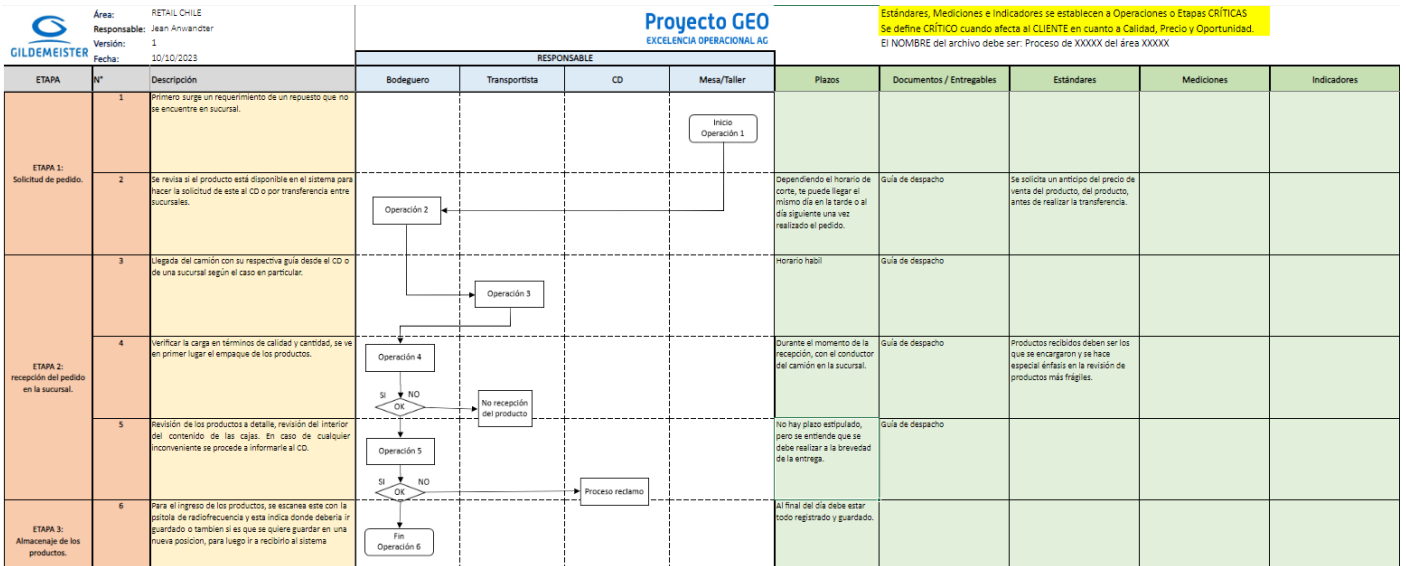 GILDEMEISTER
Área: RETAIL CHILE
Responsable: Jean Anwandter
Versión: 1
Fecha: 10/10/2023
Proyecto GEO
EXCELENCIA OPERACIONAL AG
Estándares, Mediciones e Indicadores se establecen a Operaciones o Etapas CRÍTICAS
Se define CRÍTICO cuando afecta al CLIENTE en cuanto a Calidad, Precio y Oportunidad.
El NOMBRE del archivo debe ser: Proceso de XXXXX del área XXXXX
RESPONSABLE
ETAPA N° Descripción Bodeguero Transportista CD Mesa/Taller Plazos Documentos / Entregables Estándares Mediciones Indicadores
ETAPA 1:
Solicitud de pedido.
1
Primero surge un requerimiento de un repuesto que no
se encuentre en sucursal.
Inicio
Operación 1
2
Se revisa si el producto está disponible en el sistema para
hacer la solicitud de este al CD o por transferencia entre
sucursales.
Operación 2
Dependiendo el horario de
corte, te puede llegar el
mismo día en la tarde o al
día siguiente una vez
realizado el pedido.
Guía de despacho
Se solicita un anticipo del precio de
venta del producto, del producto,
antes de realizar la transferencia.
ETAPA 2:
recepción del pedido
en la sucursal.
3
Llegada del camión con su respectiva guía desde el CD o
de una sucursal según el caso en particular.
Operación 3
Horario habil
Guía de despacho
4
Verificar la carga en términos de calidad y cantidad, se ve
en primer lugar el empaque de los productos.
Operación 4
SI NO
OK
No recepción
del producto
Durante el momento de la
recepción, con el conductor
del camión en la sucursal.
Guía de despacho
Productos recibidos deben ser los
que se encargaron y se hace
especial énfasis en la revisión de
productos más frágiles.
5
Revisión de los productos a detalle, revisión del interior
del contenido de las cajas. En caso de cualquier
inconveniente se procede a informarle al CD.
Operación 5
SI NO
OK
Proceso reclamo
No hay plazo estipulado,
pero se entiende que se
debe realizar a la brevedad
de la entrega.
Guía de despacho
ETAPA 3:
Almacenaje de los
productos.
6
Para el ingreso de los productos, se escanea este con la
psitola de radiofrecuencia y esta indica donde deberia ir
guardado o tambien si es que se quiere guardar en una
nueva posicion, para luego ir a recibirlo al sistema
Fin
Operación 6
Al final del día debe estar
todo registrado y guardado.